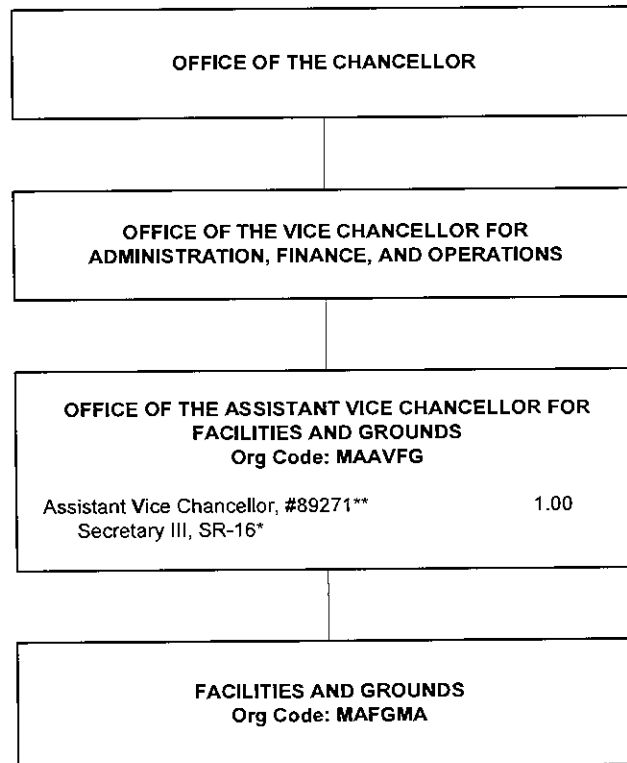 OFFICE OF THE CHANCELLOR
OFFICE OF THE VICE CHANCELLOR FOR
ADMINISTRATION, FINANCE, AND OPERATIONS
OFFICE OF THE ASSISTANT VICE CHANCELLOR FOR
FACILITIES AND GROUNDS
Org Code: MAAVFG
Assistant Vice Chancellor, #89271** 1.00
Secretary III, SR-16*
FACILITIES AND GROUNDS
Org Code: MAFGMA